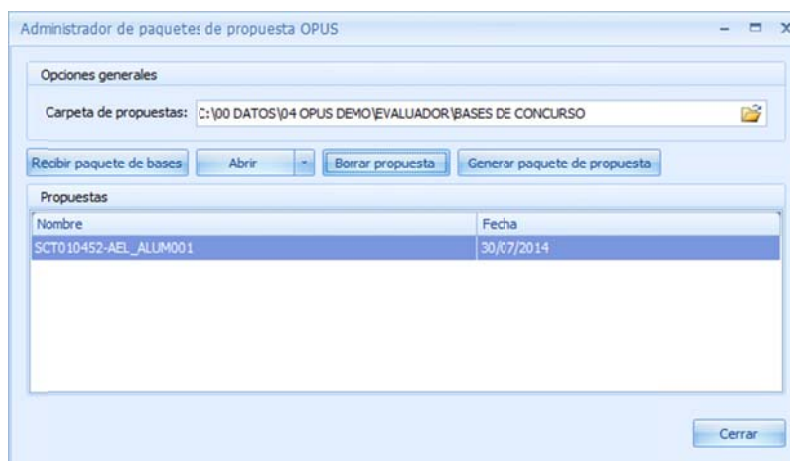 Administrador de paquetes de propuesta OPUS
Opciones generales
Carpeta de propuestas: C:\00 DATOS\04 OPUS DEMO\EVALUADOR\BASES DE CONCURSO
Recibir paquete de bases Abrir Borrar propuesta Generar paquete de propuesta
Propuestas
Nombre Fecha
SCT010452-AEL_ALUM001 30/07/2014
Cerrar